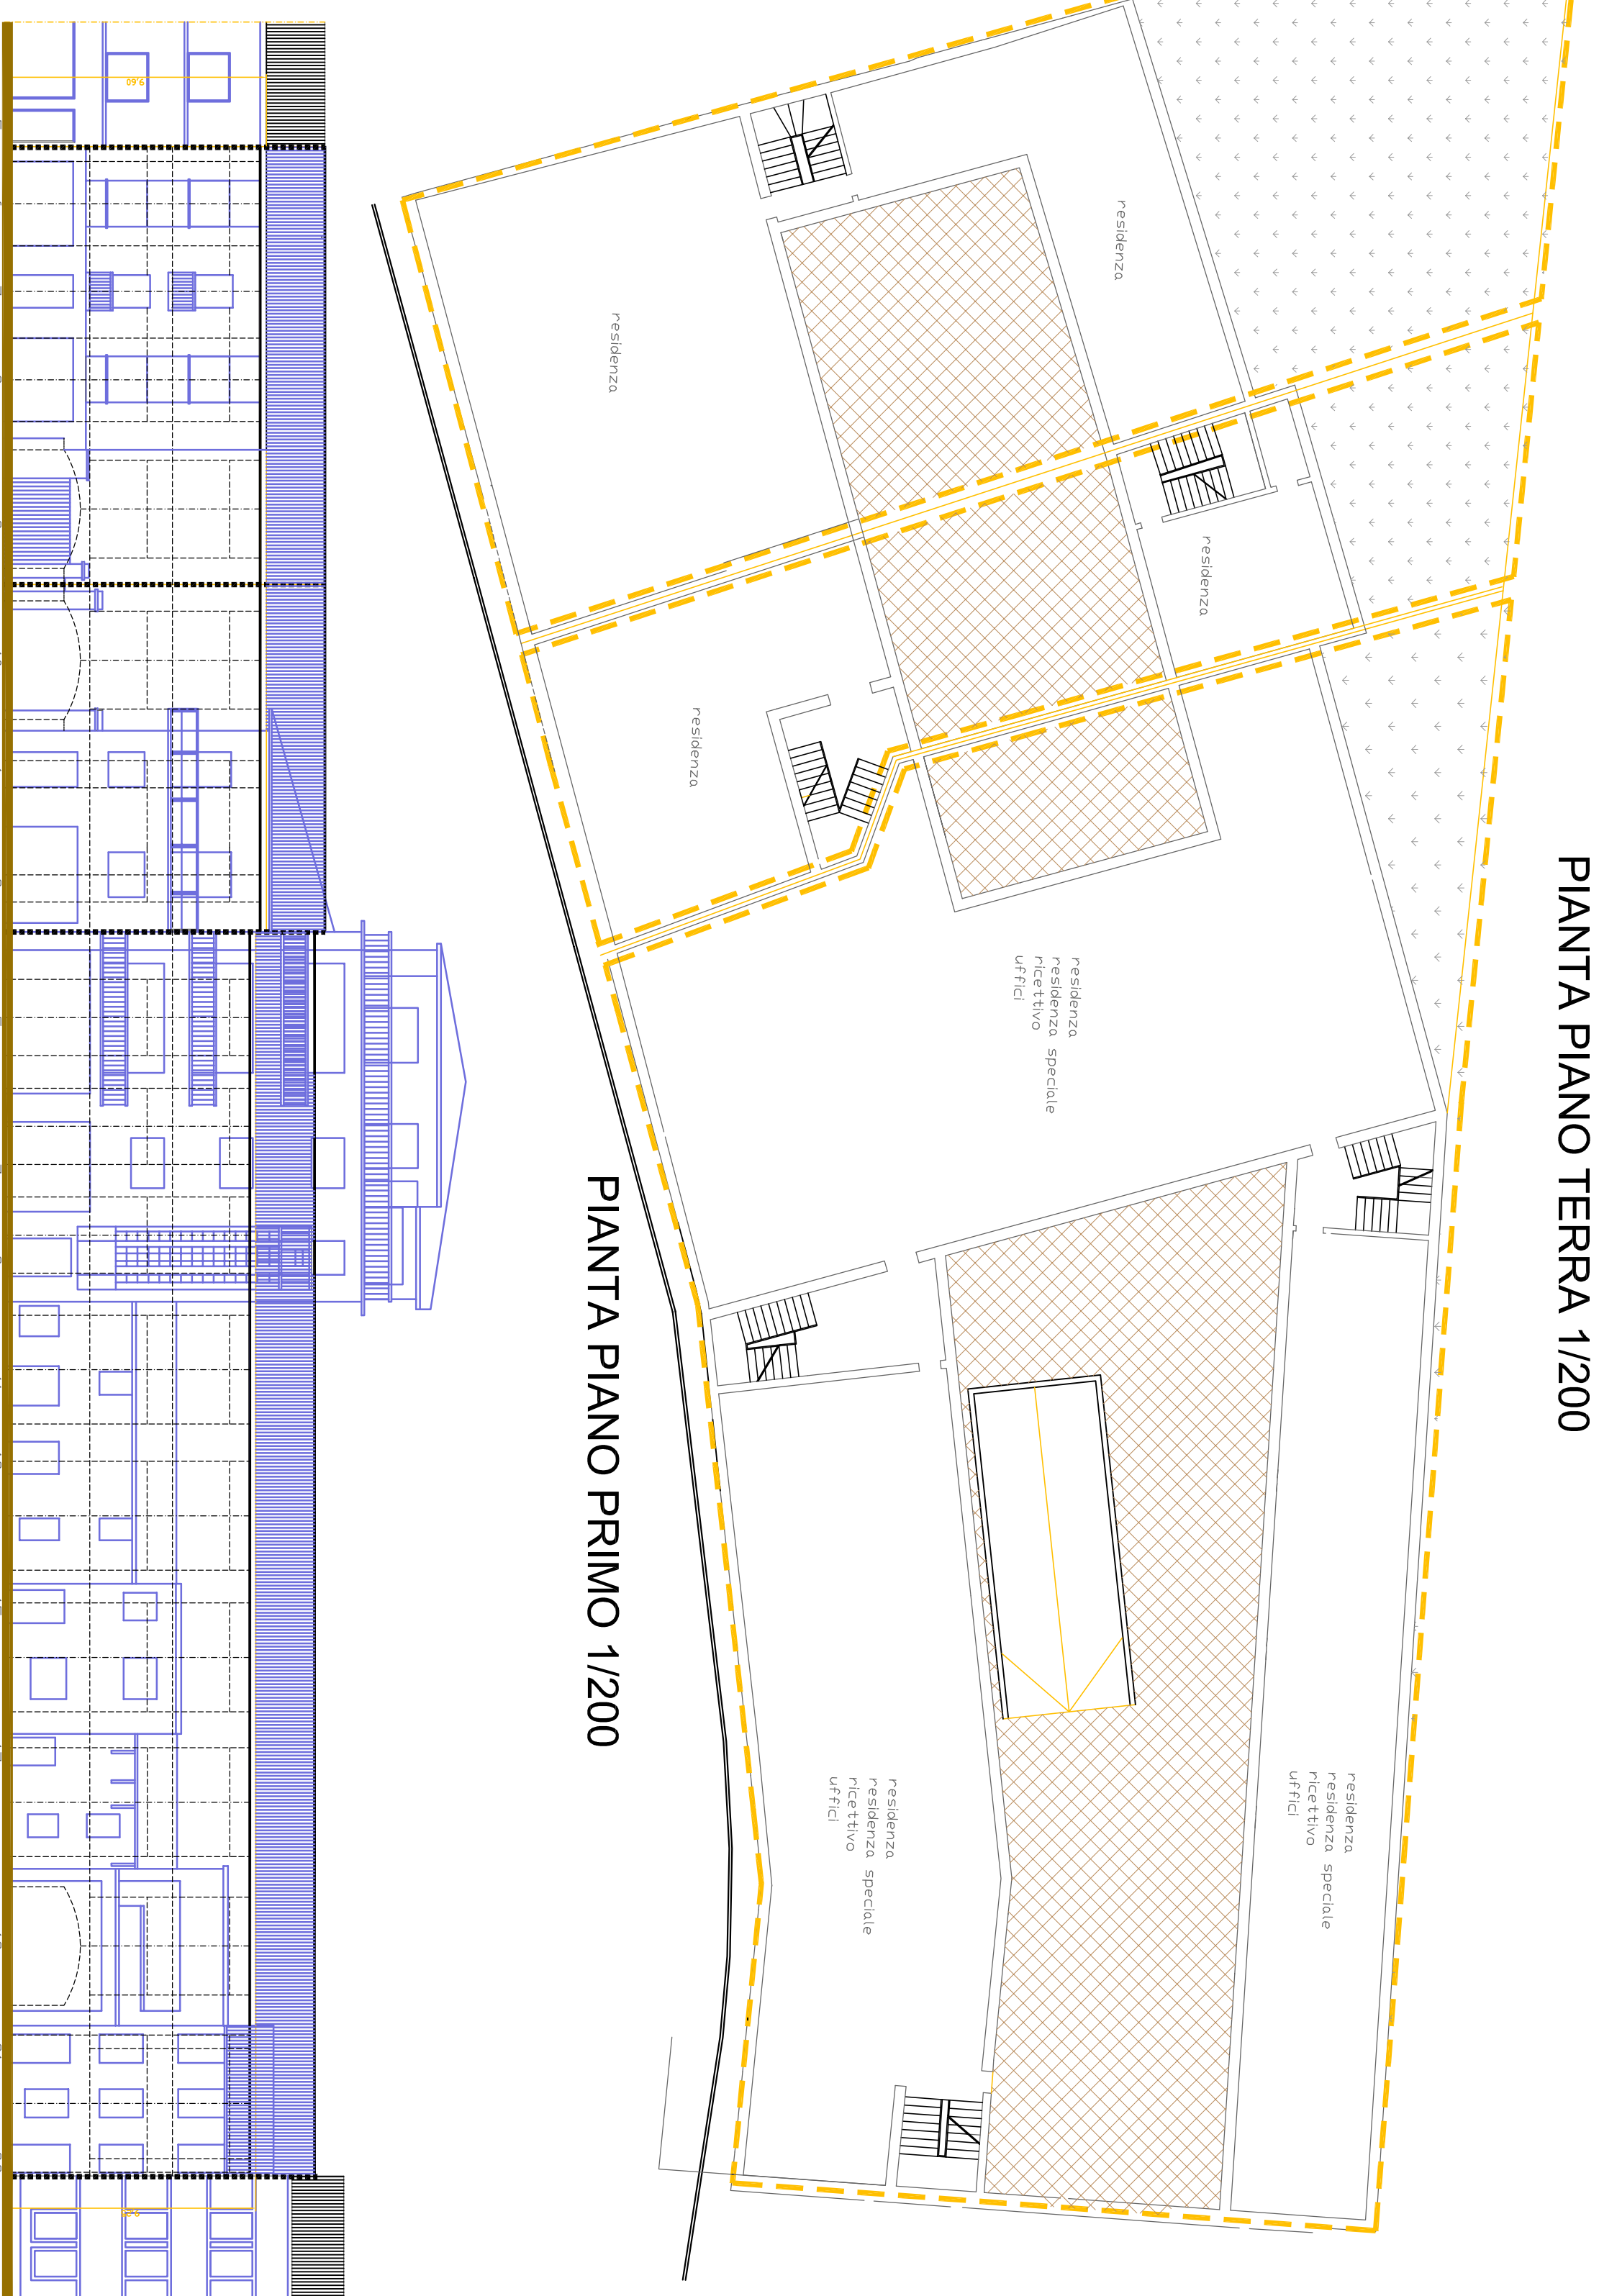 PIANTA PIANO TERRA 1/200
residenza
residenza
residenza
residenza
residenza
residenza speciale
ricettivo
uffici
PIANTA PIANO PRIMO 1/200
residenza
residenza speciale
ricettivo
uffici
residenza
residenza speciale
ricettivo
uffici
9.60